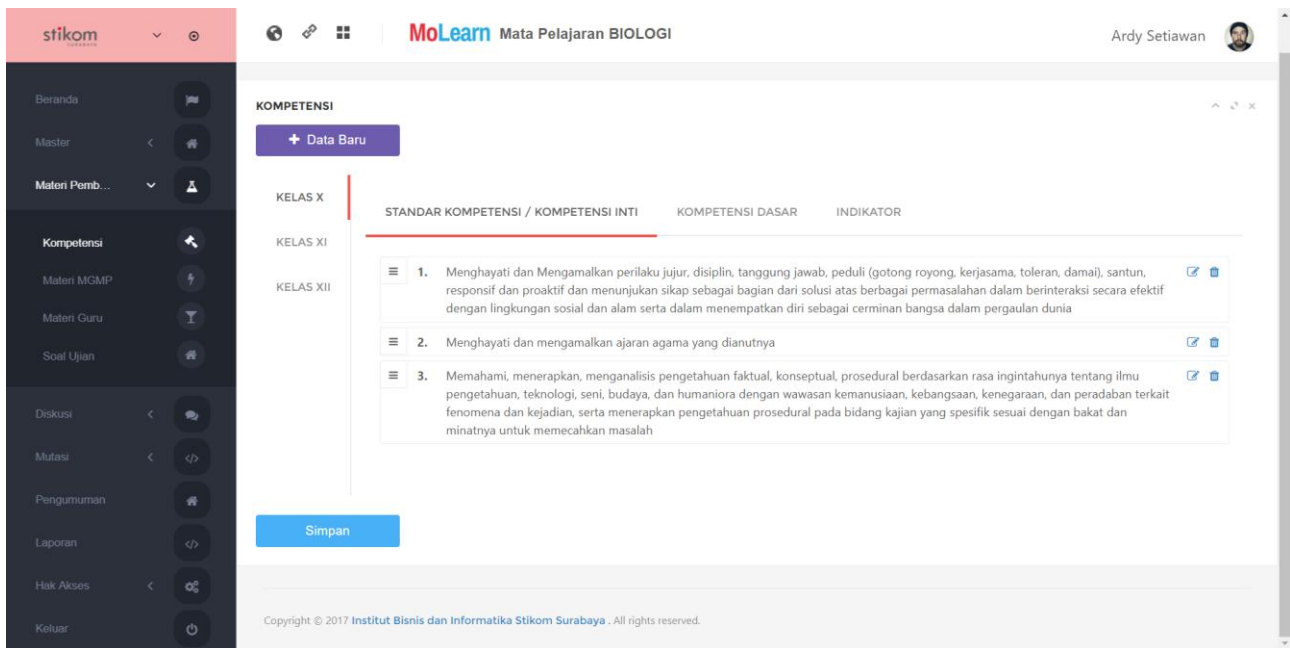 stikom
SURABAYA
MoLearn Mata Pelajaran BIOLOGI
Ardy Setiawan
Beranda
Master
Materi Pemb...
Kompetensi
Materi MGMP
Materi Guru
Soal Ujian
Diskusi
Mutasi
Pengumuman
Laporan
Hak Akses
Keluar
KOMPETENSI
+ Data Baru
KELAS X
KELAS XI
KELAS XII
STANDAR KOMPETENSI / KOMPETENSI INTI KOMPETENSI DASAR INDIKATOR
1. Menghayati dan Mengamalkan perilaku jujur, disiplin, tanggung jawab, peduli (gotong royong, kerjasama, toleran, damai), santun,
responsif dan proaktif dan menunjukan sikap sebagai bagian dari solusi atas berbagai permasalahan dalam berinteraksi secara efektif
dengan lingkungan sosial dan alam serta dalam menempatkan diri sebagai cerminan bangsa dalam pergaulan dunia
2. Menghayati dan mengamalkan ajaran agama yang dianutnya
3. Memahami, menerapkan, menganalisis pengetahuan faktual, konseptual, prosedural berdasarkan rasa ingintahunya tentang ilmu
pengetahuan, teknologi, seni, budaya, dan humaniora dengan wawasan kemanusiaan, kebangsaan, kenegaraan, dan peradaban terkait
fenomena dan kejadian, serta menerapkan pengetahuan prosedural pada bidang kajian yang spesifik sesuai dengan bakat dan
minatnya untuk memecahkan masalah
Simpan
Copyright © 2017 Institut Bisnis dan Informatika Stikom Surabaya . All rights reserved.